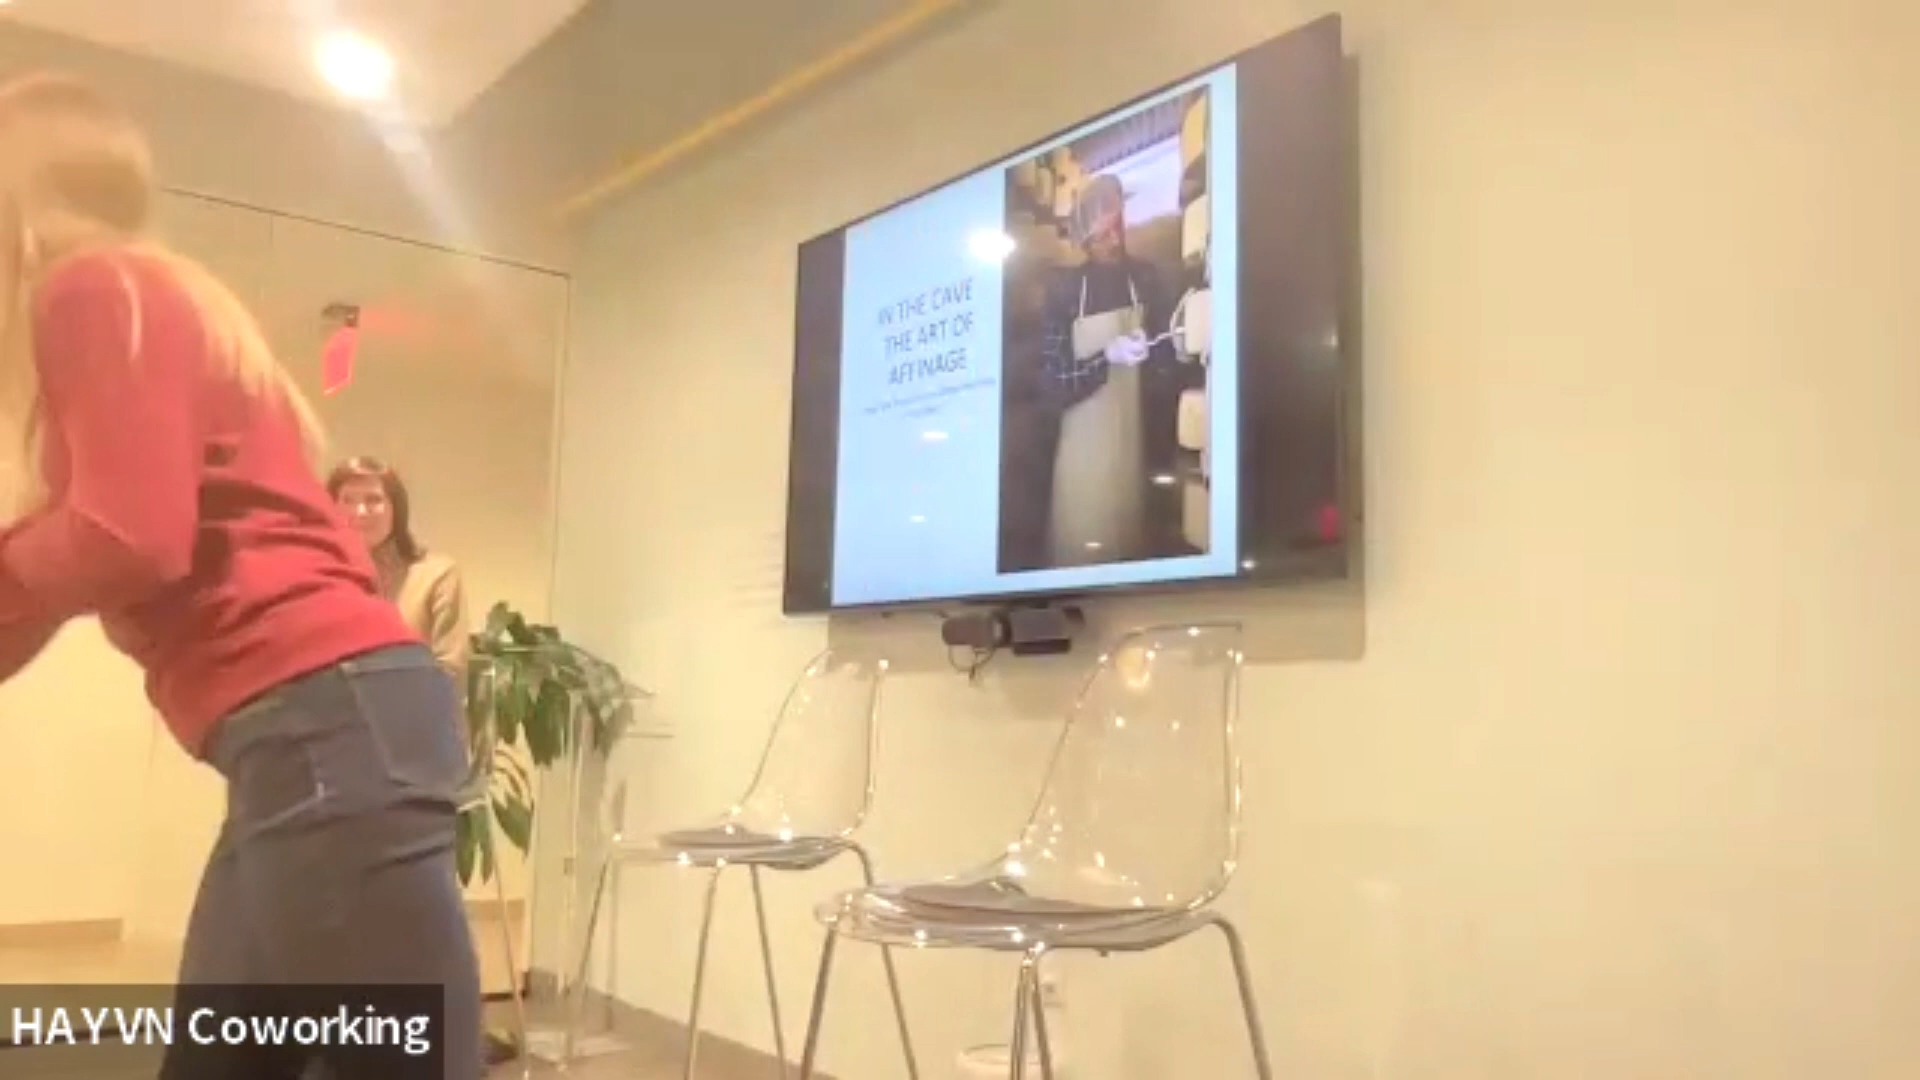 IN THE CAVE
THE ART OF
AFFINAGE
HAYVN Coworking